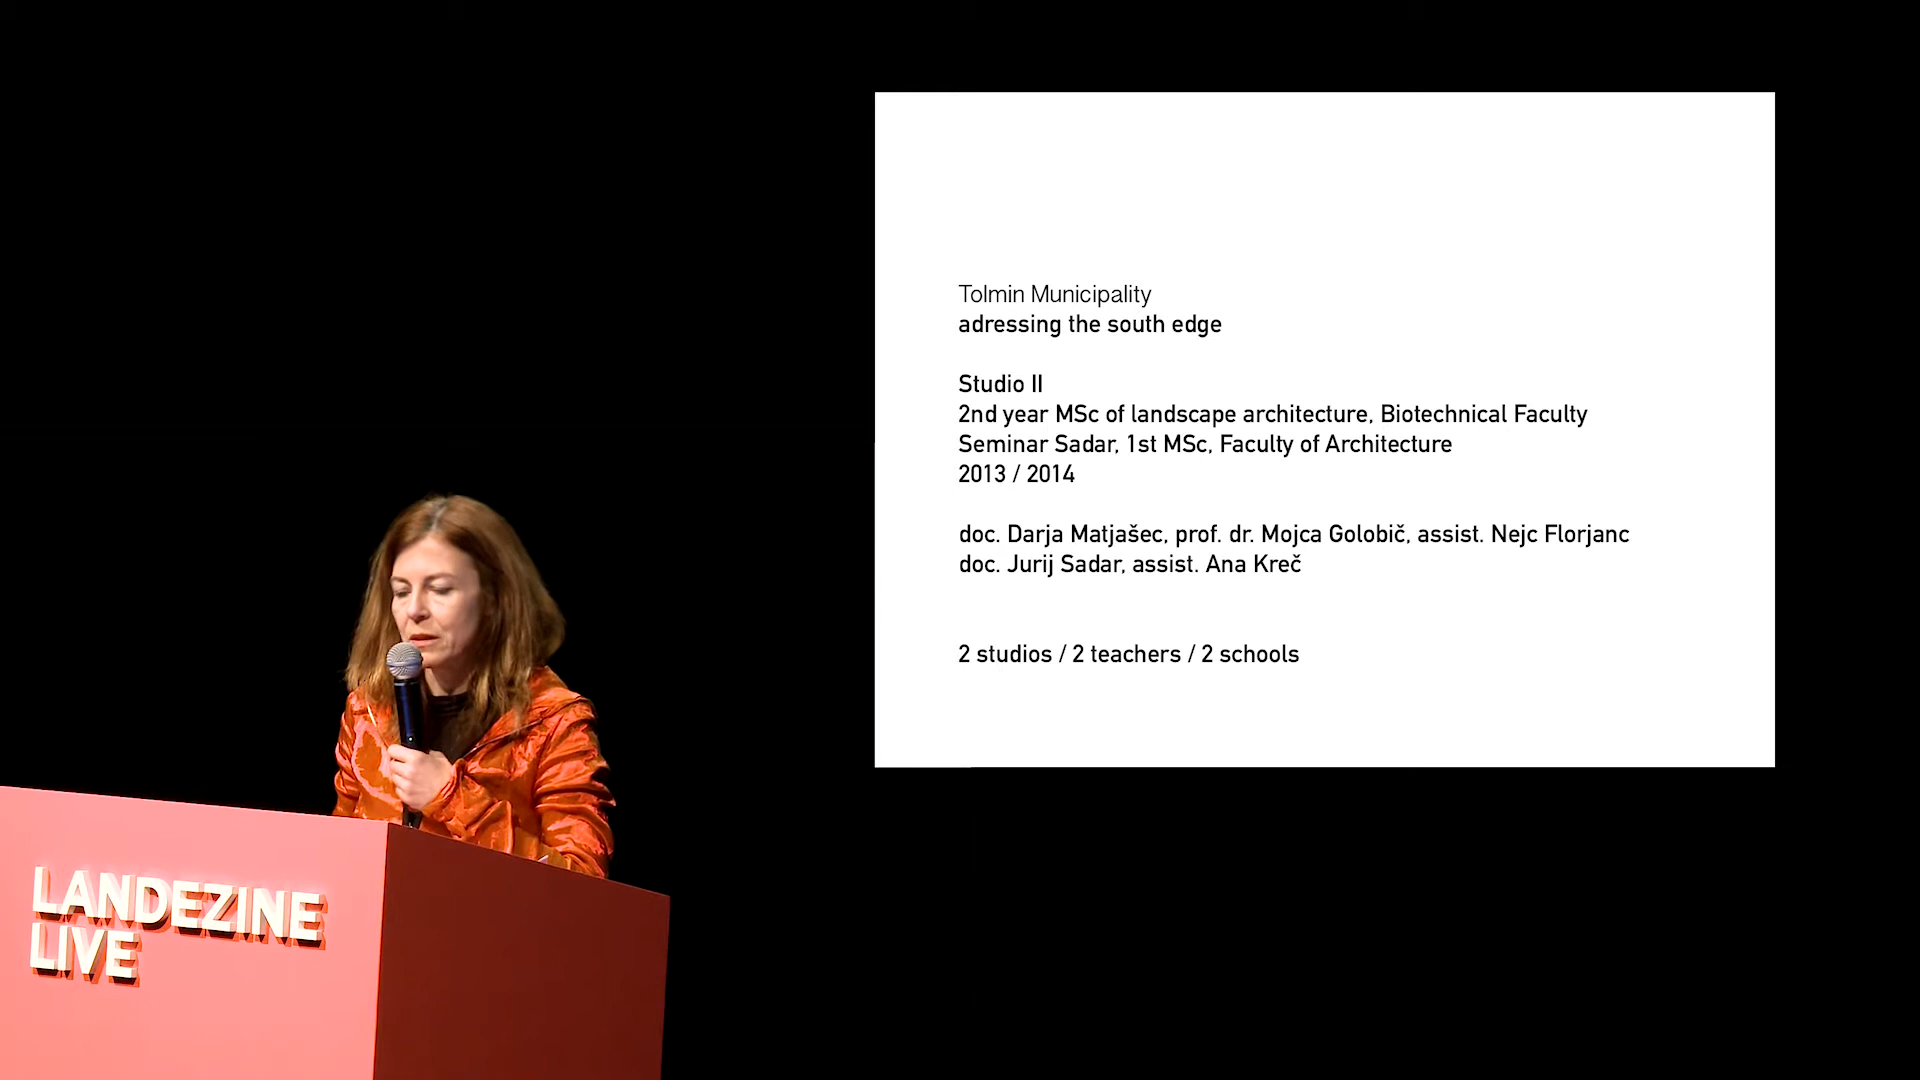 Tolmin Municipality
adressing the south edge
Studio II
2nd year MSc of landscape architecture, Biotechnical Faculty
Seminar Sadar, 1st MSc, Faculty of Architecture
2013 / 2014
doc. Darja Matjašec, prof. dr. Mojca Golobič, assist. Nejc Florjanc
doc. Jurij Sadar, assist. Ana Kreč
2 studios / 2 teachers / 2 schools
LANDEZINE
LIVE